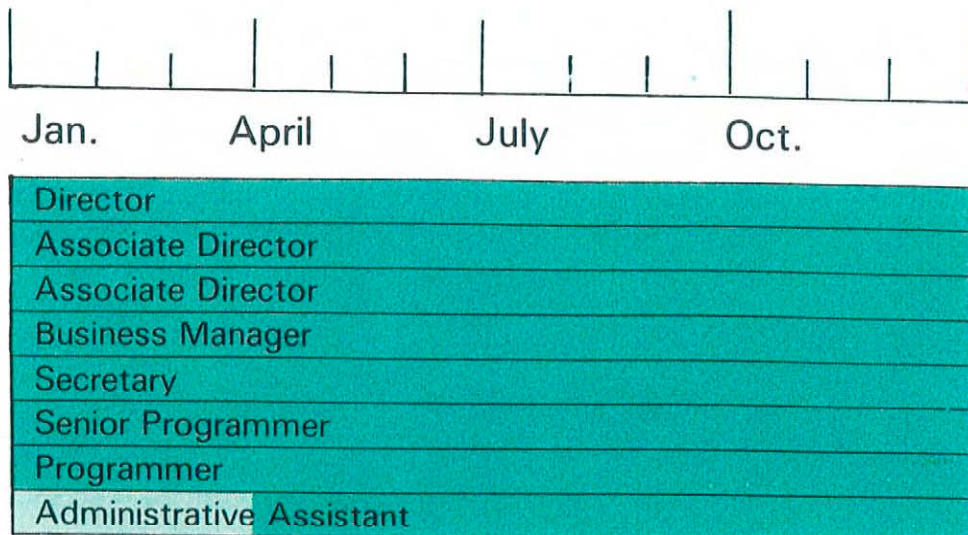 Jan. April July Oct.
Director
Associate Director
Associate Director
Business Manager
Secretary
Senior Programmer
Programmer
Administrative Assistant